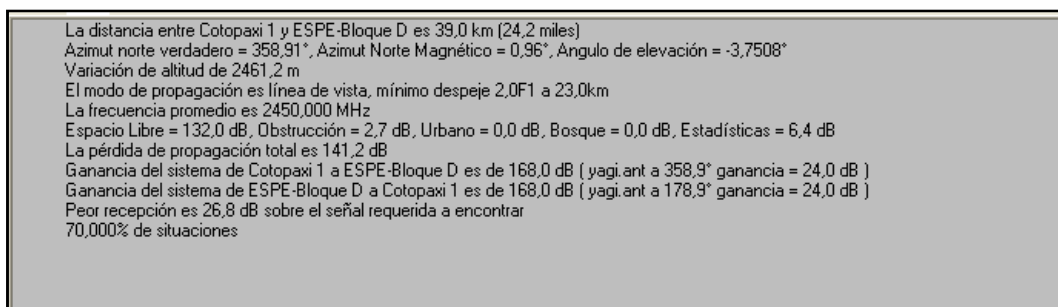 La distancia entre Cotopaxi 1 y ESPE-Bloque D es 39,0 km (24,2 miles)
Azimut norte verdadero = 358,91°, Azimut Norte Magnético = 0,96°, Angulo de elevación = -3,7508°
Variación de altitud de 2461,2 m
El modo de propagación es línea de vista, mínimo despeje 2,0F1 a 23,0km
La frecuencia promedio es 2450,000 MHz
Espacio Libre = 132,0 dB, Obstrucción = 2,7 dB, Urbano = 0,0 dB, Bosque = 0,0 dB, Estadísticas = 6,4 dB
La pérdida de propagación total es 141,2 dB
Ganancia del sistema de Cotopaxi 1 a ESPE-Bloque D es de 168,0 dB ( yagi.ant a 358,9° ganancia = 24,0 dB )
Ganancia del sistema de ESPE-Bloque D a Cotopaxi 1 es de 168,0 dB ( yagi.ant a 178,9° ganancia = 24,0 dB )
Peor recepción es 26,8 dB sobre el señal requerida a encontrar
70,000% de situaciones